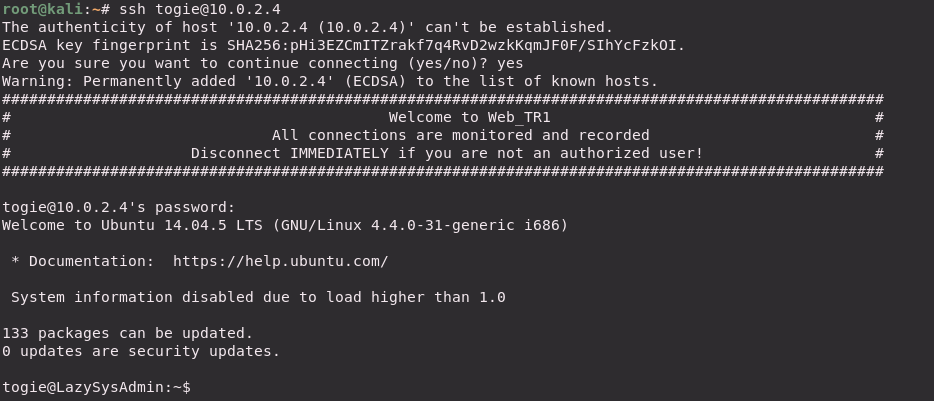 root@kali:~# ssh togie@10.0.2.4
The authenticity of host '10.0.2.4 (10.0.2.4)' can't be established.
ECDSA key fingerprint is SHA256:pHi3EZCmITZrakf7q4RvD2wzkKqmJF0F/SIhYcFzkOI.
Are you sure you want to continue connecting (yes/no)? yes
Warning: Permanently added '10.0.2.4' (ECDSA) to the list of known hosts.
##################################################################################################
#                                          Welcome to Web_TR1                                    #
#                             All connections are monitored and recorded                         #
#                    Disconnect IMMEDIATELY if you are not an authorized user!                   #
##################################################################################################
togie@10.0.2.4's password:
Welcome to Ubuntu 14.04.5 LTS (GNU/Linux 4.4.0-31-generic i686)
 * Documentation:  https://help.ubuntu.com/
 System information disabled due to load higher than 1.0
133 packages can be updated.
0 updates are security updates.
togie@LazySysAdmin:~$